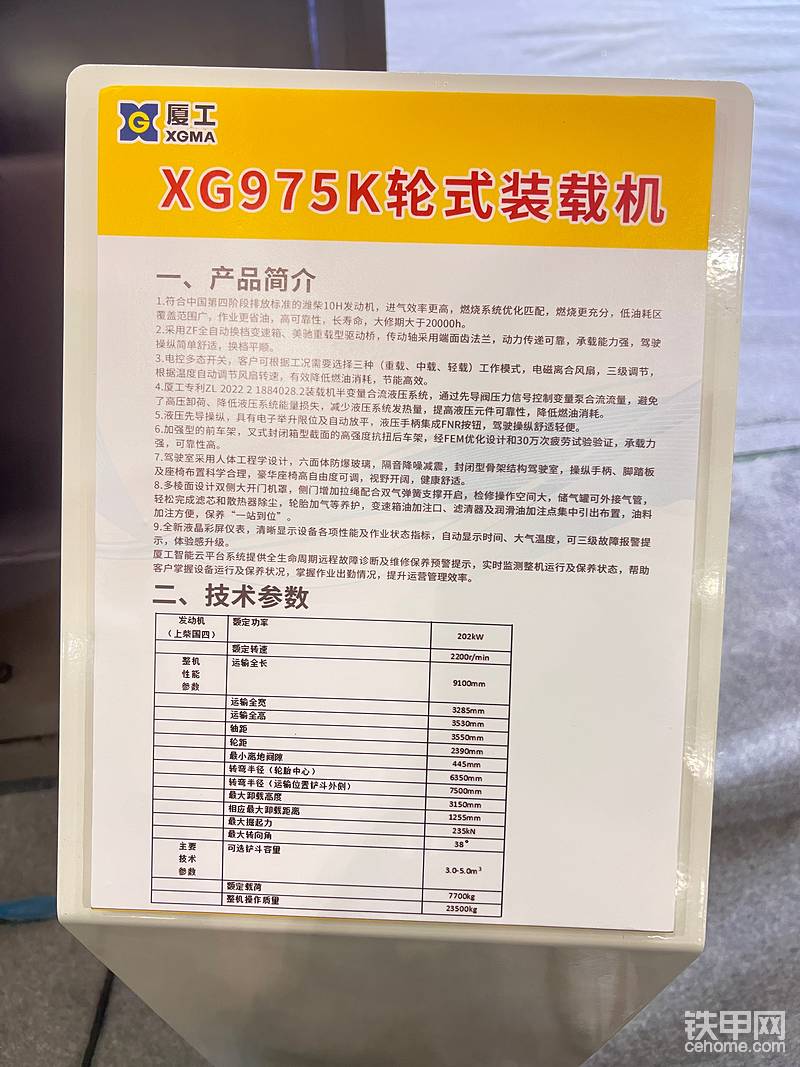 厦工
XGMA
XG975K轮式装载机
一、产品简介
1.符合中国第四阶段排放标准的潍柴10H发动机，进气效率更高，燃烧系统优化匹配，燃烧更充分，低油耗区
覆盖范围广，作业更省油，高可靠性，长寿命，大修期大于20000h。
2.采用ZF全自动换档变速箱、美驰重载型驱动桥，传动轴采用端面齿法兰，动力传递可靠，承载能力强，驾驶
操纵简单舒适，换档平顺。
3.电控多态开关，客户可根据工况需要选择三种（重载、中载、轻载）工作模式，电磁离合风扇，三级调节，
根据温度自动调节风扇转速，有效降低燃油消耗，节能高效。
4.厦工专利ZL 2022 2 1884028.2装载机半变量合流液压系统，通过先导阀压力信号控制变量泵合流流量，避免
了高压卸荷、降低液压系统能量损失，减少液压系统发热量，提高液压元件可靠性，降低燃油消耗。
5.液压先导操纵，具有电子举升限位及自动放平，液压手柄集成FNR按钮，驾驶操纵舒适轻便。
6.加强型的前车架，叉式封闭箱型截面的高强度抗扭后车架，经FEM优化设计和30万次疲劳试验验证，承载力
强，可靠性高。
7.驾驶室采用人体工程学设计，六面体防爆玻璃，隔音降噪减震，封闭型骨架结构驾驶室，操纵手柄、脚踏板
及座椅布置科学合理，豪华座椅高自由度可调，视野开阔，健康舒适。
8.多棱面设计双侧大开门机罩，侧门增加拉绳配合双气弹簧支撑开启，检修操作空间大，储气罐可外接气管，
轻松完成滤芯和散热器除尘，轮胎加气等养护，变速箱油加注口、滤清器及润滑油加注点集中引出布置，油料
加注方便，保养“一站到位”。
9.全新液晶彩屏仪表，清晰显示设备各项性能及作业状态指标，自动显示时间、大气温度，可三级故障报警提
示，体验感升级。
厦工智能云平台系统提供全生命周期远程故障诊断及维修保养预警提示，实时监测整机运行及保养状态，帮助
客户掌握设备运行及保养状况，掌握作业出勤情况，提升运营管理效率。
二、技术参数
发动机（上柴国四） 额定功率 202kW
额定转速 2200r/min
整机性能参数 运输全长 9100mm
运输全宽 3285mm
运输全高 3530mm
轴距 3550mm
轮距 2390mm
最小离地间隙 445mm
转弯半径（轮胎中心） 6350mm
转弯半径（运输位置铲斗外侧） 7500mm
最大卸载高度 3150mm
相应最大卸载距离 1255mm
最大掘起力 235kN
最大转向角 38°
主要技术参数 可选铲斗容量 3.0-5.0m³
额定载荷 7700kg
整机操作质量 23500kg
铁甲网
cehome.com